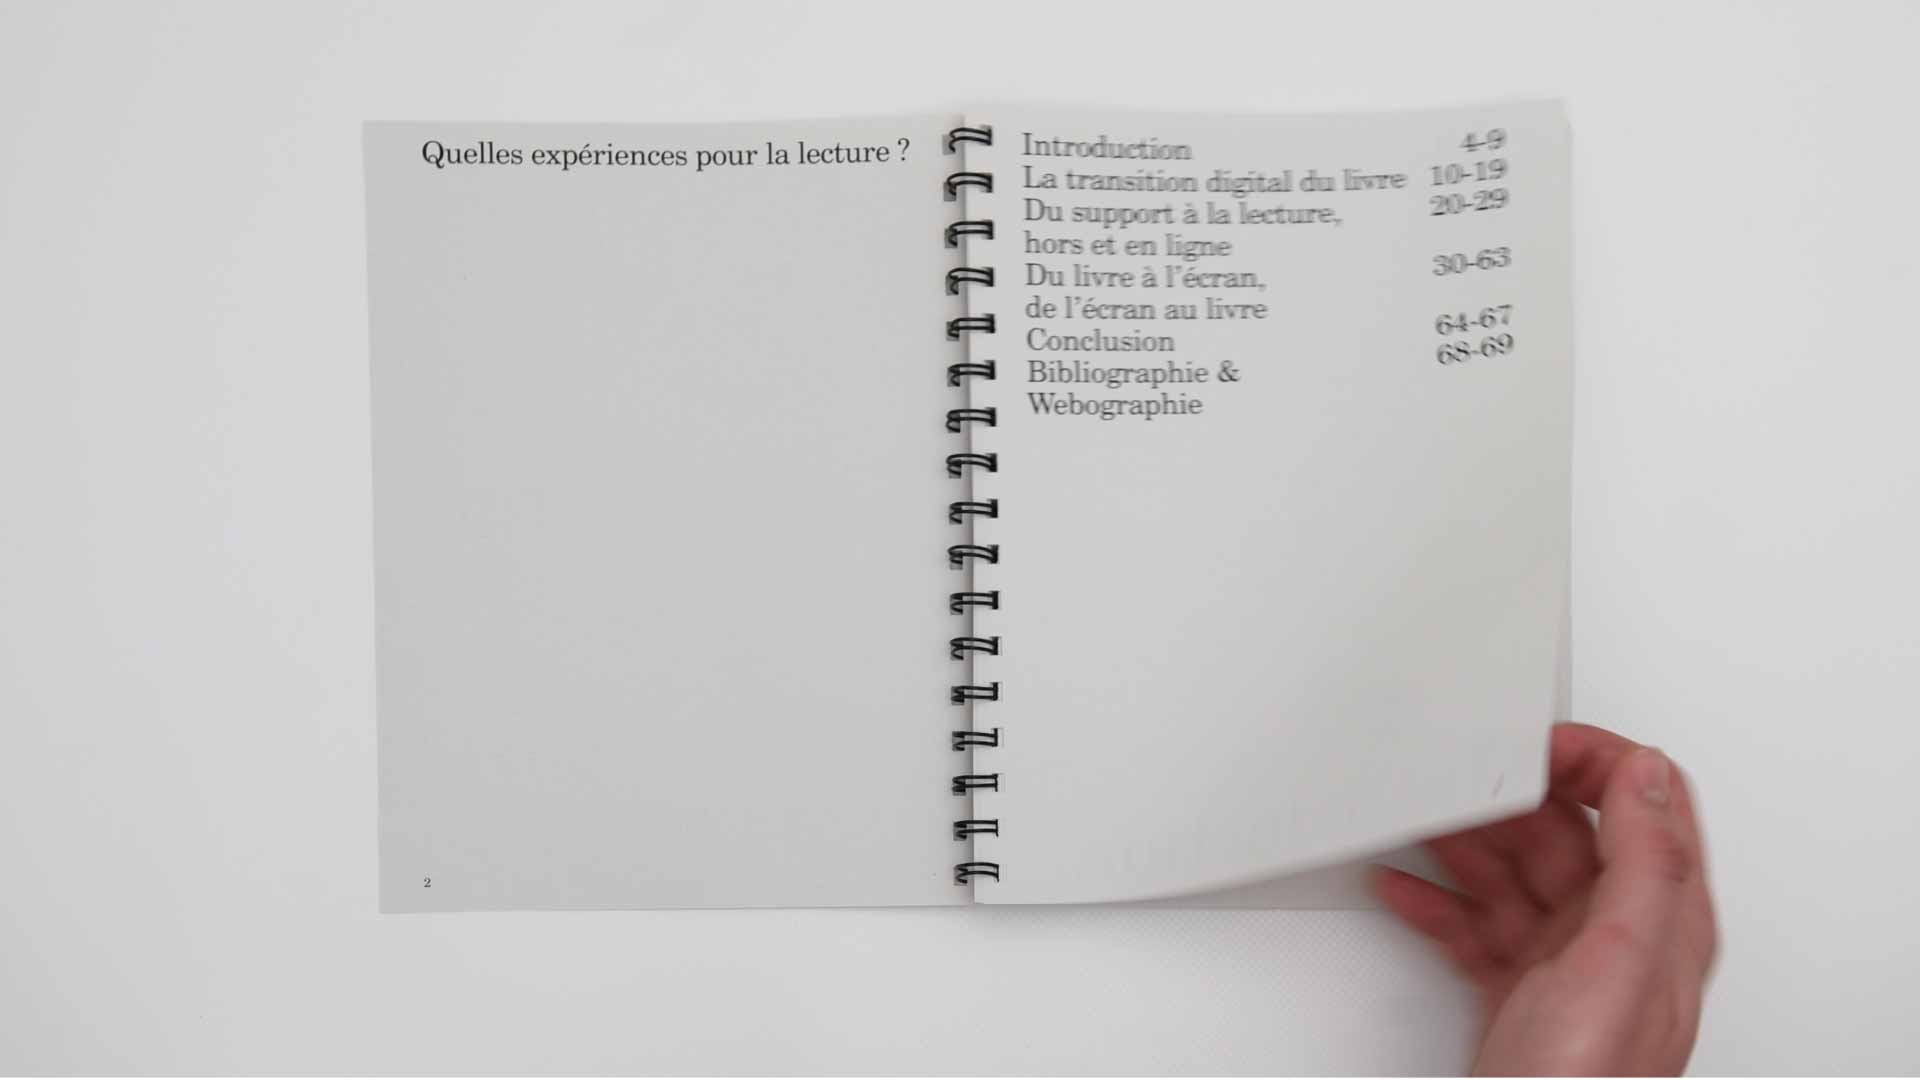 Quelles expériences pour la lecture ?
2
Introduction 4-9
La transition digital du livre 10-19
Du support à la lecture, 20-29
hors et en ligne
Du livre à l'écran, 30-63
de l'écran au livre
Conclusion 64-67
Bibliographie & 68-69
Webographie